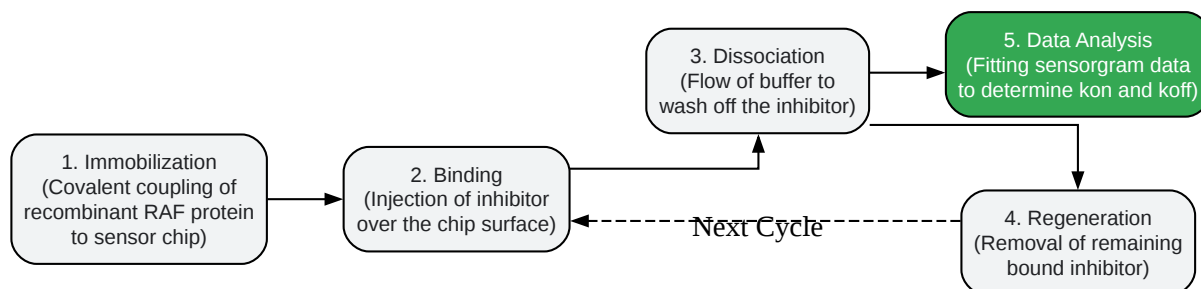 1. Immobilization
(Covalent coupling of
recombinant RAF protein
to sensor chip)
2. Binding
(Injection of inhibitor
over the chip surface)
3. Dissociation
(Flow of buffer to
wash off the inhibitor)
5. Data Analysis
(Fitting sensorgram data
to determine kon and koff)
Next Cycle
4. Regeneration
(Removal of remaining
bound inhibitor)